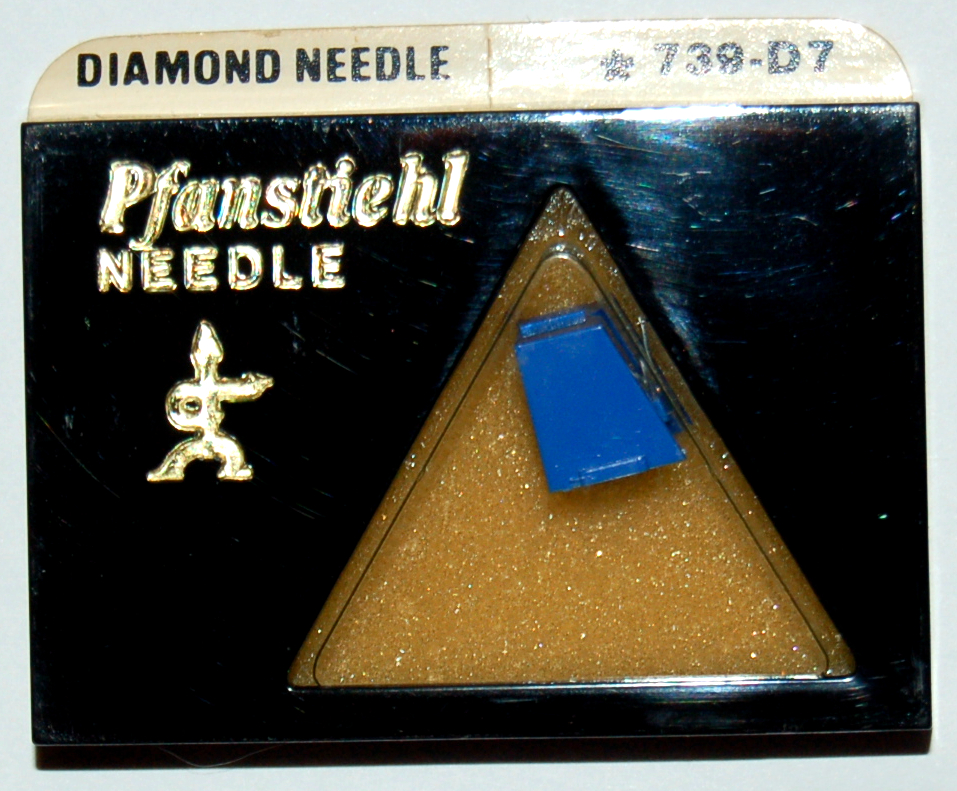 DIAMOND NEEDLE ☆ 739-D7
Pfanstiehl
NEEDLE